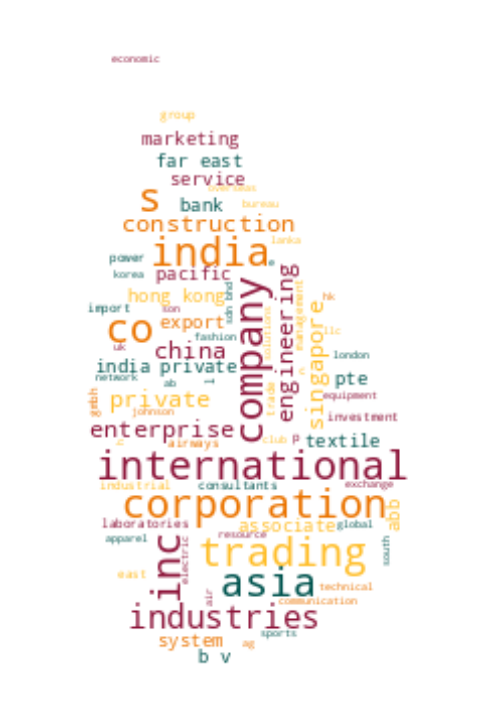 economic
group
marketing
far east
service
overseas
s
bank
bureau
construction
lanka
india
e
power
korea
pacific
engineering
company
sdn bhd
management
hong kong
hk
import
lion
co
export
singapore
solutions
llc
fashion
uk
china
london
india private
network
ab
l
pte
n
trade
equipment
gmbh
private
johnson
investment
enterprise
p
r
airways
club
textile
international
industrial
consultants
exchange
corporation
abb
laboratories
associate
global
apparel
resource
inc
electric
trading
south
east
asia
technical
air
communication
industries
sports
system
ag
b v